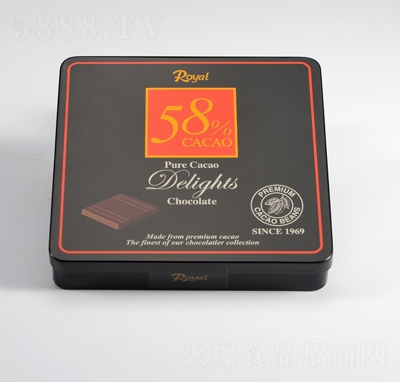 5888.TV
Royal
58%
CACAO
Pure Cacao
Delights
Chocolate
PREMIUM
CACAO BEANS
SINCE 1969
Made from premium cacao
The finest of our chocolatier collection
Royal
火爆食品招商网